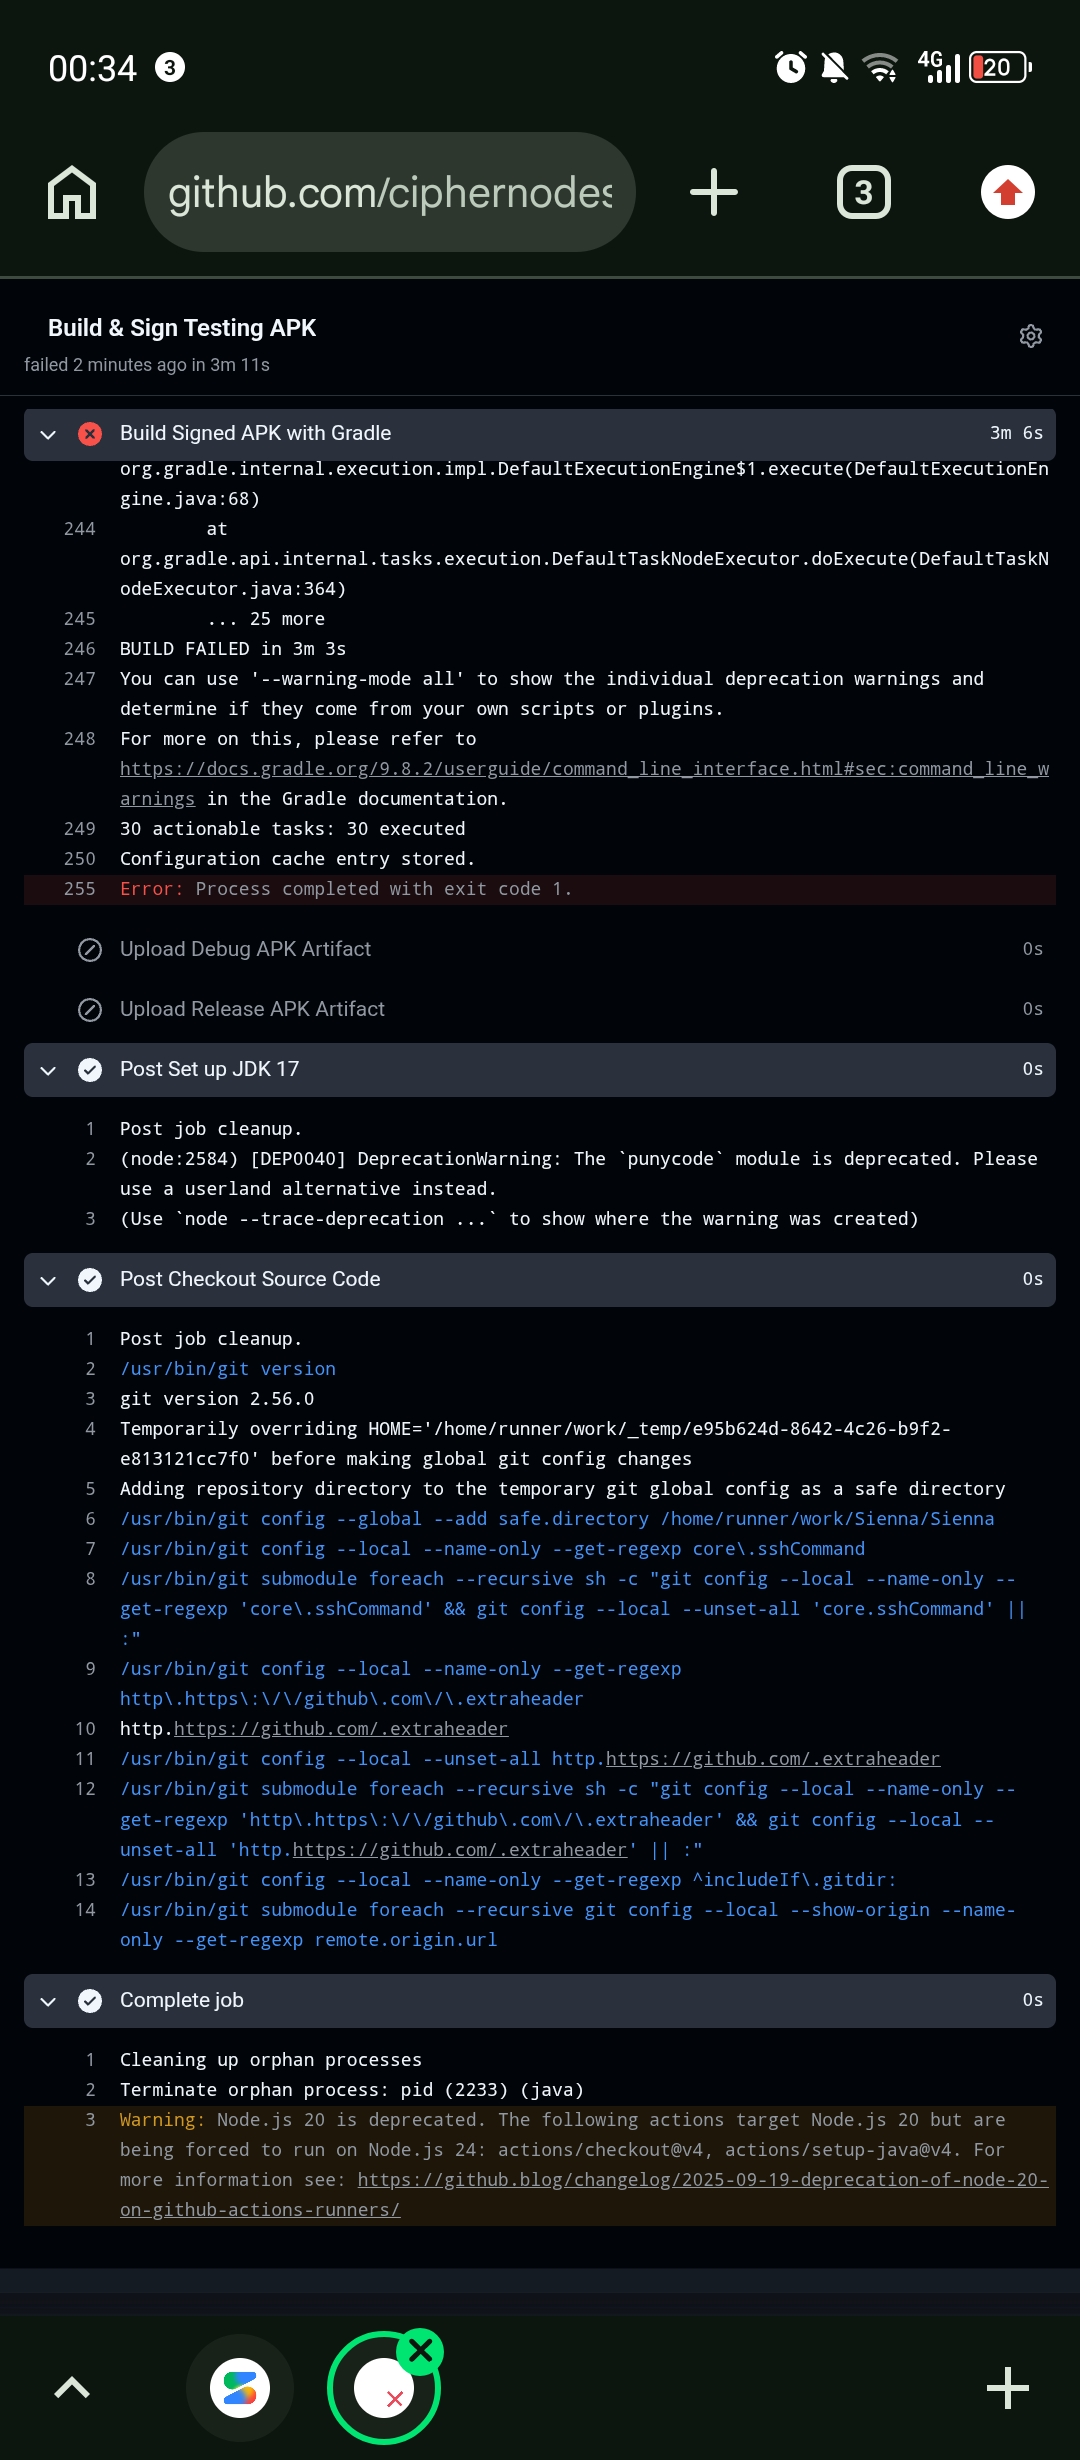 00:34 3 4G 20
github.com/ciphernodes 3
Build & Sign Testing APK
failed 2 minutes ago in 3m 11s
Build Signed APK with Gradle 3m 6s
org.gradle.internal.execution.impl.DefaultExecutionEngine$1.execute(DefaultExecutionEn
gine.java:68)
244 at
org.gradle.api.internal.tasks.execution.DefaultTaskNodeExecutor.doExecute(DefaultTaskN
odeExecutor.java:364)
245 ... 25 more
246 BUILD FAILED in 3m 3s
247 You can use '--warning-mode all' to show the individual deprecation warnings and
determine if they come from your own scripts or plugins.
248 For more on this, please refer to
https://docs.gradle.org/9.8.2/userguide/command_line_interface.html#sec:command_line_w
arnings in the Gradle documentation.
249 30 actionable tasks: 30 executed
250 Configuration cache entry stored.
255 Error: Process completed with exit code 1.
Upload Debug APK Artifact 0s
Upload Release APK Artifact 0s
Post Set up JDK 17 0s
1 Post job cleanup.
2 (node:2584) [DEP0040] DeprecationWarning: The `punycode` module is deprecated. Please
use a userland alternative instead.
3 (Use `node --trace-deprecation ...` to show where the warning was created)
Post Checkout Source Code 0s
1 Post job cleanup.
2 /usr/bin/git version
3 git version 2.56.0
4 Temporarily overriding HOME='/home/runner/work/_temp/e95b624d-8642-4c26-b9f2-
e813121cc7f0' before making global git config changes
5 Adding repository directory to the temporary git global config as a safe directory
6 /usr/bin/git config --global --add safe.directory /home/runner/work/Sienna/Sienna
7 /usr/bin/git config --local --name-only --get-regexp core\.sshCommand
8 /usr/bin/git submodule foreach --recursive sh -c "git config --local --name-only --
get-regexp 'core\.sshCommand' && git config --local --unset-all 'core.sshCommand' ||
:"
9 /usr/bin/git config --local --name-only --get-regexp
http\.https\:\/\/github\.com\/\.extraheader
10 http.https://github.com/.extraheader
11 /usr/bin/git config --local --unset-all http.https://github.com/.extraheader
12 /usr/bin/git submodule foreach --recursive sh -c "git config --local --name-only --
get-regexp 'http\.https\:\/\/github\.com\/\.extraheader' && git config --local --
unset-all 'http.https://github.com/.extraheader' || :"
13 /usr/bin/git config --local --name-only --get-regexp ^includeIf\.gitdir:
14 /usr/bin/git submodule foreach --recursive git config --local --show-origin --name-
only --get-regexp remote.origin.url
Complete job 0s
1 Cleaning up orphan processes
2 Terminate orphan process: pid (2233) (java)
3 Warning: Node.js 20 is deprecated. The following actions target Node.js 20 but are
being forced to run on Node.js 24: actions/checkout@v4, actions/setup-java@v4. For
more information see: https://github.blog/changelog/2025-09-19-deprecation-of-node-20-
on-github-actions-runners/